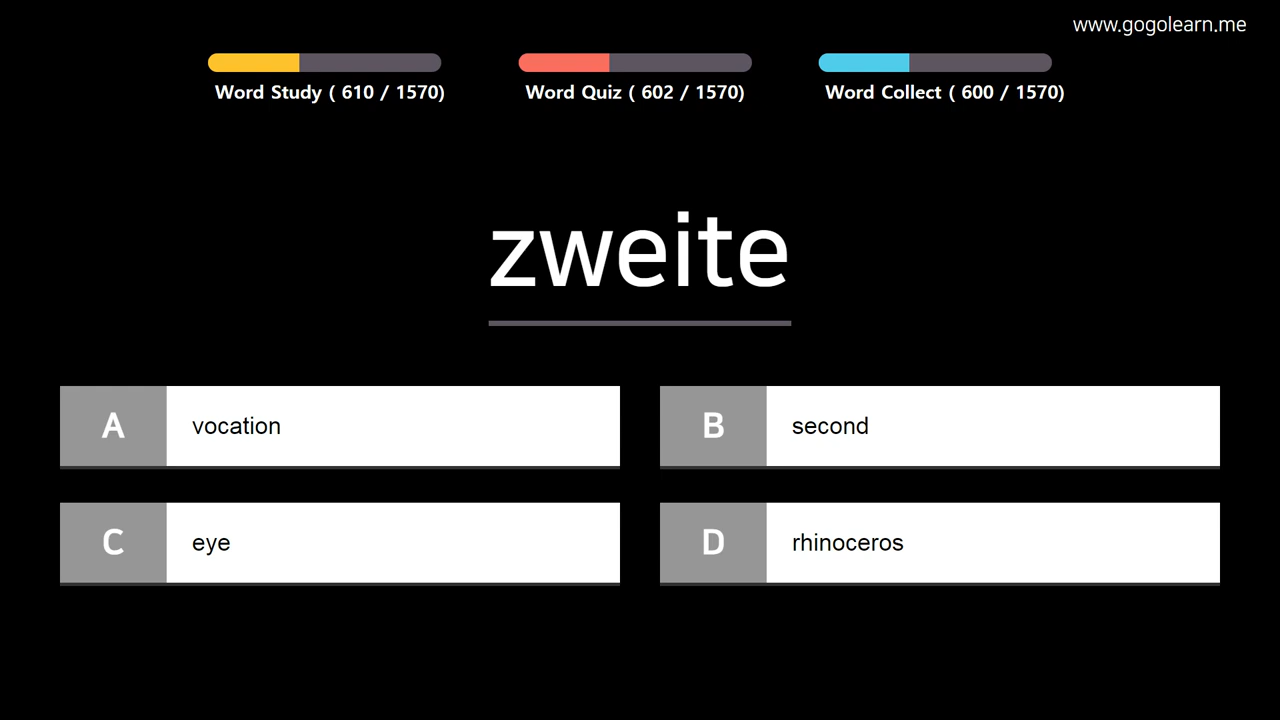 www.gogolearn.me
Word Study ( 610 / 1570)
Word Quiz ( 602 / 1570)
Word Collect ( 600 / 1570)
zweite
A vocation
B second
C eye
D rhinoceros